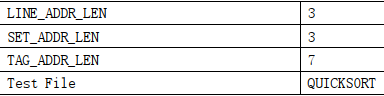 LINE_ADDR_LEN 3
SET_ADDR_LEN 3
TAG_ADDR_LEN 7
Test File QUICKSORT